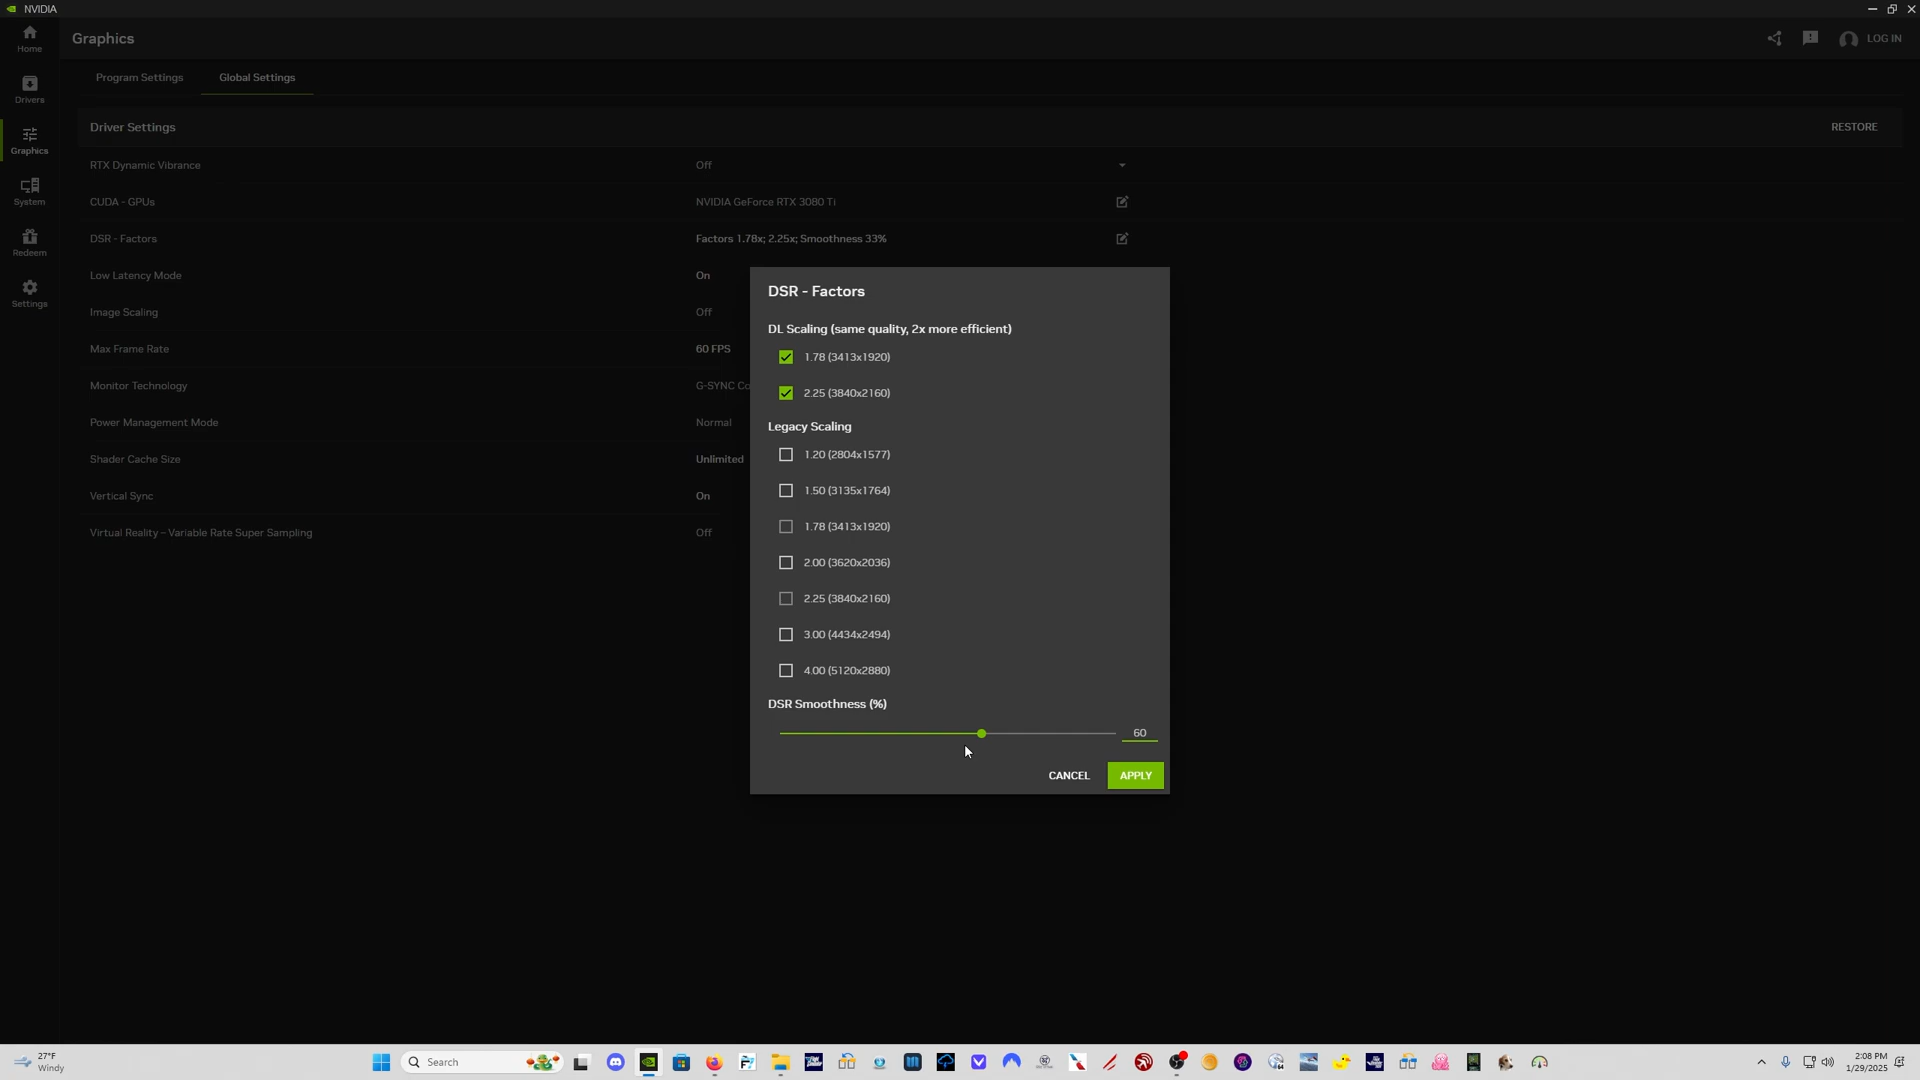 NVIDIA
Home
Graphics
LOG IN
Program Settings
Global Settings
Drivers
Driver Settings
RESTORE
Graphics
RTX Dynamic Vibrance
Off
System
CUDA - GPUs
NVIDIA GeForce RTX 3080 Ti
Redeem
DSR - Factors
Factors 1.78x; 2.25x; Smoothness 33%
Low Latency Mode
On
Settings
Image Scaling
Off
Max Frame Rate
60 FPS
Monitor Technology
G-SYNC Co
Power Management Mode
Normal
Shader Cache Size
Unlimited
Vertical Sync
On
Virtual Reality – Variable Rate Super Sampling
Off
DSR - Factors
DL Scaling (same quality, 2x more efficient)
1.78 (3413x1920)
2.25 (3840x2160)
Legacy Scaling
1.20 (2804x1577)
1.50 (3135x1764)
1.78 (3413x1920)
2.00 (3620x2036)
2.25 (3840x2160)
3.00 (4434x2494)
4.00 (5120x2880)
DSR Smoothness (%)
60
CANCEL
APPLY
27°F
Windy
Search
2:08 PM
1/29/2025